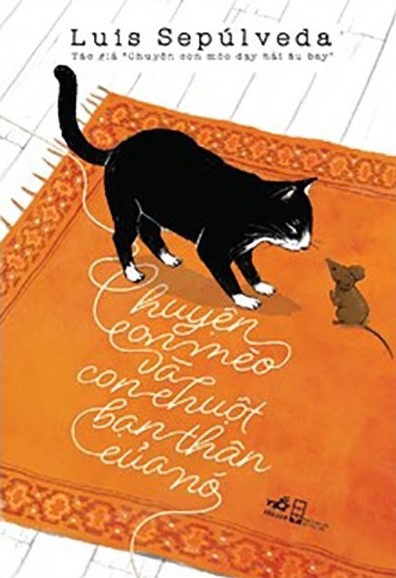 Luis Sepúlveda
Tác giả "Chuyện con mèo dạy hải âu bay"
Chuyện
con mèo
và
con chuột
bạn thân
của nó